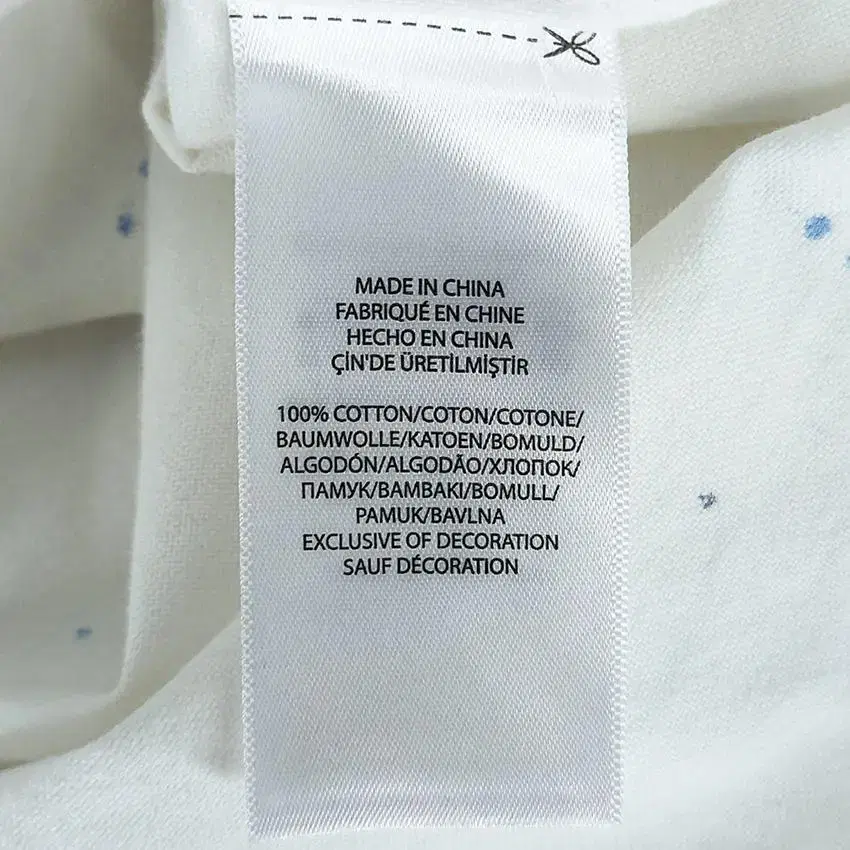 MADE IN CHINA
FABRIQUÉ EN CHINE
HECHO EN CHINA
ÇİN'DE ÜRETİLMİŞTİR
100% COTTON/COTON/COTONE/
BAUMWOLLE/KATOEN/BOMULD/
ALGODÓN/ALGODÃO/ХЛОПОК/
ПАМУК/BAMBAKI/BOMULL/
PAMUK/BAVLNA
EXCLUSIVE OF DECORATION
SAUF DÉCORATION